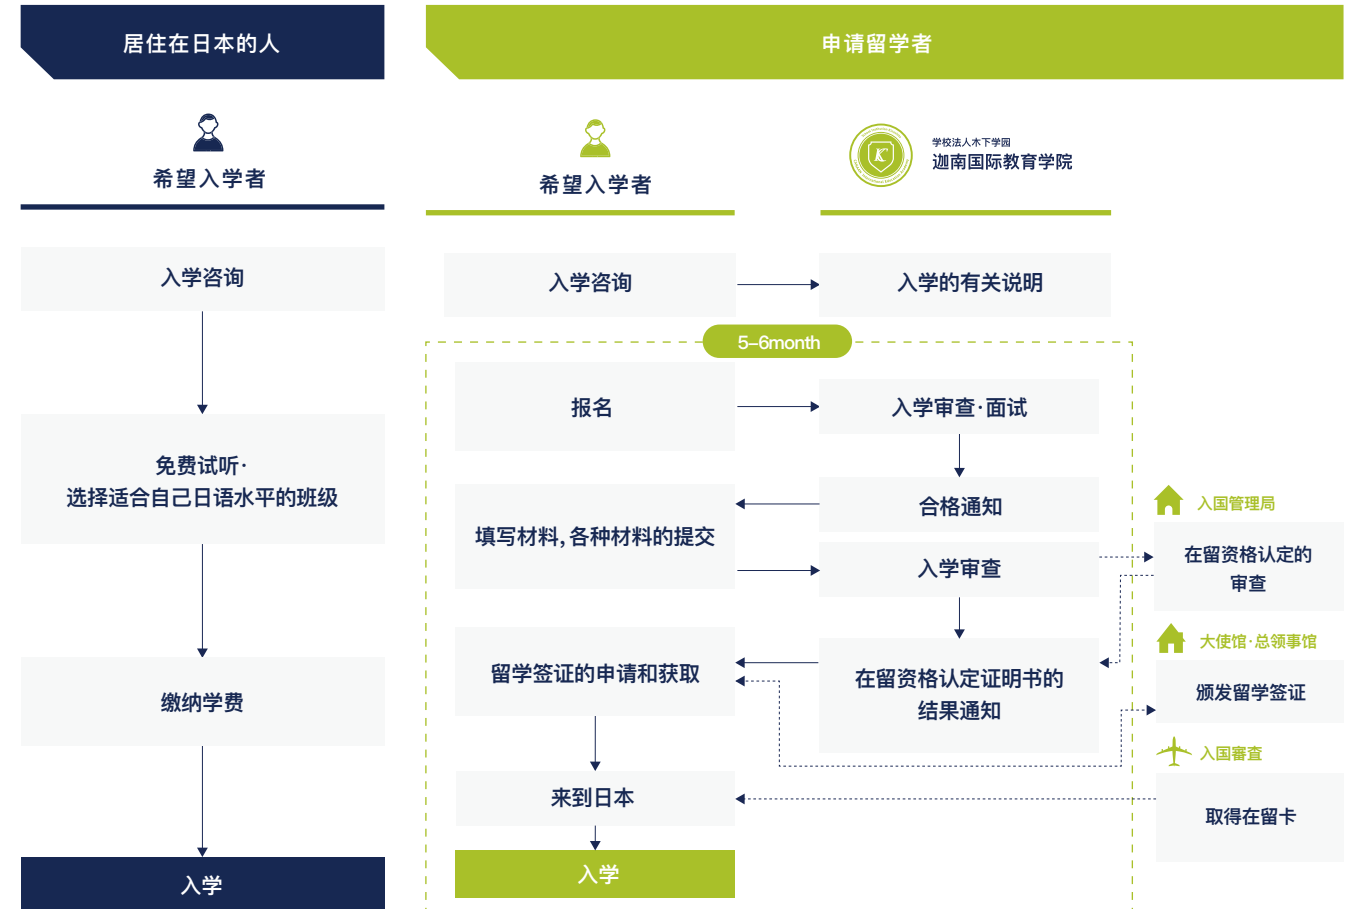 居住在日本的人
希望入学者
入学咨询
免费试听·
选择适合自己日语水平的班级
缴纳学费
入学
申请留学者
希望入学者
学校法人木下学园
迦南国际教育学院
入学咨询
入学的有关说明
5–6month
报名
入学审查·面试
合格通知
填写材料, 各种材料的提交
入学审查
入国管理局
在留资格认定的
审查
留学签证的申请和获取
在留资格认定证明书的
结果通知
大使馆·总领事馆
颁发留学签证
入国審査
取得在留卡
来到日本
入学